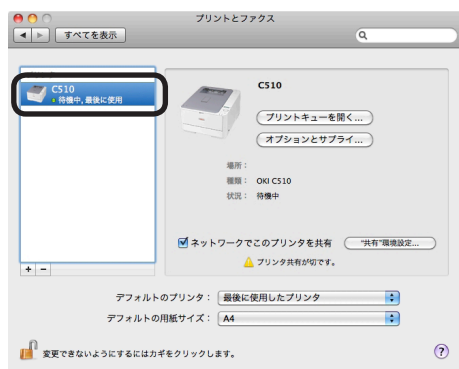 プリントとファクス
すべてを表示
C510
待機中, 最後に使用
C510
プリントキューを開く...
オプションとサプライ...
場所：
種類： OKI C510
状況： 待機中
ネットワークでこのプリンタを共有
“共有”環境設定...
プリンタ共有が切です。
+ −
デフォルトのプリンタ： 最後に使用したプリンタ
デフォルトの用紙サイズ： A4
変更できないようにするにはカギをクリックします。
?